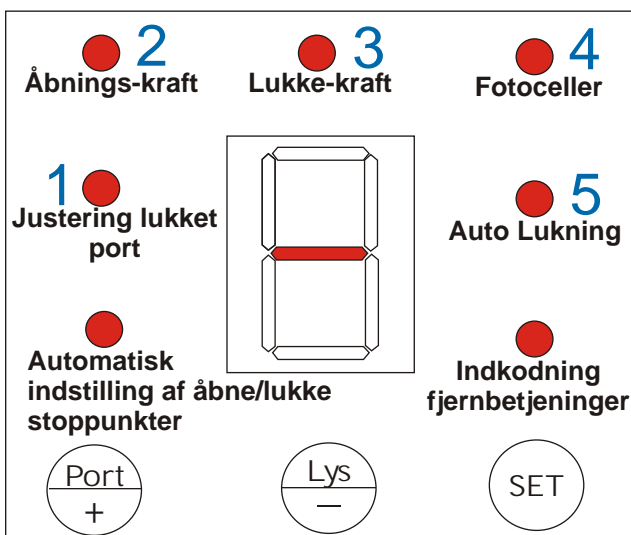 2
3
4
Åbnings-kraft
Lukke-kraft
Fotoceller
1
5
Justering lukket
port
Auto Lukning
Automatisk
indstilling af åbne/lukke
stoppunkter
Indkodning
fjernbetjeninger
Port
+
Lys
–
SET